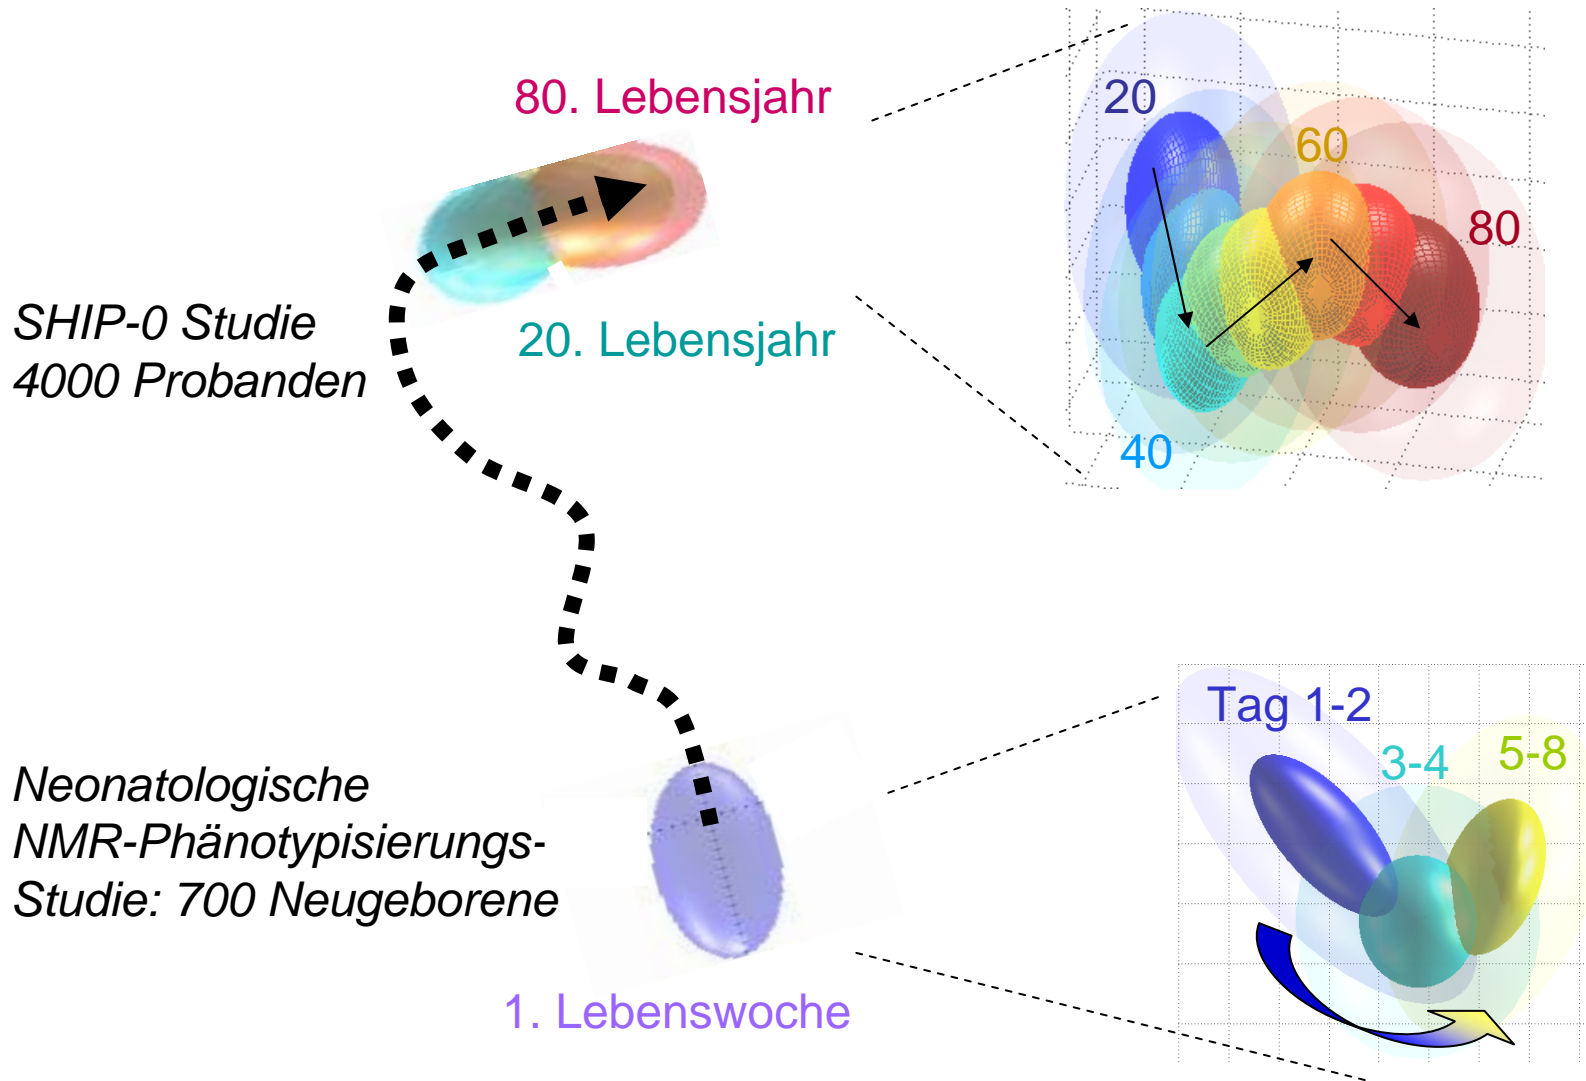 80. Lebensjahr
20. Lebensjahr
SHIP-0 Studie
4000 Probanden
20
60
80
40
Neonatologische
NMR-Phänotypisierungs-
Studie: 700 Neugeborene
1. Lebenswoche
Tag 1-2
3-4
5-8